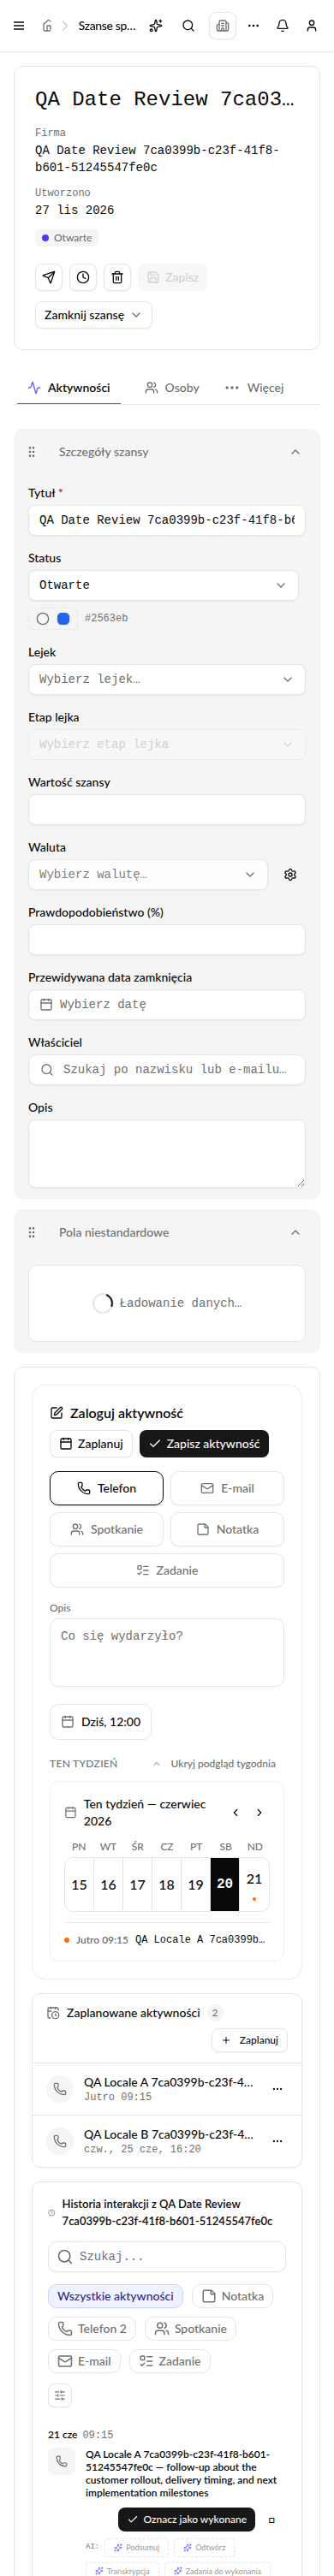 Szanse sp...
QA Date Review 7ca03...
Firma
QA Date Review 7ca0399b-c23f-41f8-
b601-51245547fe0c
Utworzono
27 lis 2026
Otwarte
Zapisz
Zamknij szansę
Aktywności
Osoby
Więcej
Szczegóły szansy
Tytuł *
QA Date Review 7ca0399b-c23f-41f8-b6
Status
Otwarte
#2563eb
Lejek
Wybierz lejek…
Etap lejka
Wybierz etap lejka
Wartość szansy
Waluta
Wybierz walutę…
Prawdopodobieństwo (%)
Przewidywana data zamknięcia
Wybierz datę
Właściciel
Szukaj po nazwisku lub e-mailu…
Opis
Pola niestandardowe
Ładowanie danych…
Zaloguj aktywność
Zaplanuj
Zapisz aktywność
Telefon
E-mail
Spotkanie
Notatka
Zadanie
Opis
Co się wydarzyło?
Dziś, 12:00
TEN TYDZIEŃ
Ukryj podgląd tygodnia
Ten tydzień — czerwiec
2026
PN WT ŚR CZ PT SB ND
15 16 17 18 19 20 21
Jutro 09:15 QA Locale A 7ca0399b…
Zaplanowane aktywności 2
Zaplanuj
QA Locale A 7ca0399b-c23f-4...
Jutro 09:15
QA Locale B 7ca0399b-c23f-4...
czw., 25 cze, 16:20
Historia interakcji z QA Date Review
7ca0399b-c23f-41f8-b601-51245547fe0c
Szukaj...
Wszystkie aktywności
Notatka
Telefon 2
Spotkanie
E-mail
Zadanie
21 cze 09:15
QA Locale A 7ca0399b-c23f-41f8-b601-
51245547fe0c — follow-up about the
customer rollout, delivery timing, and next
implementation milestones
Oznacz jako wykonane
AI:
Podsumuj
Odtwórz
Transkrypcja
Zadania do wykonania